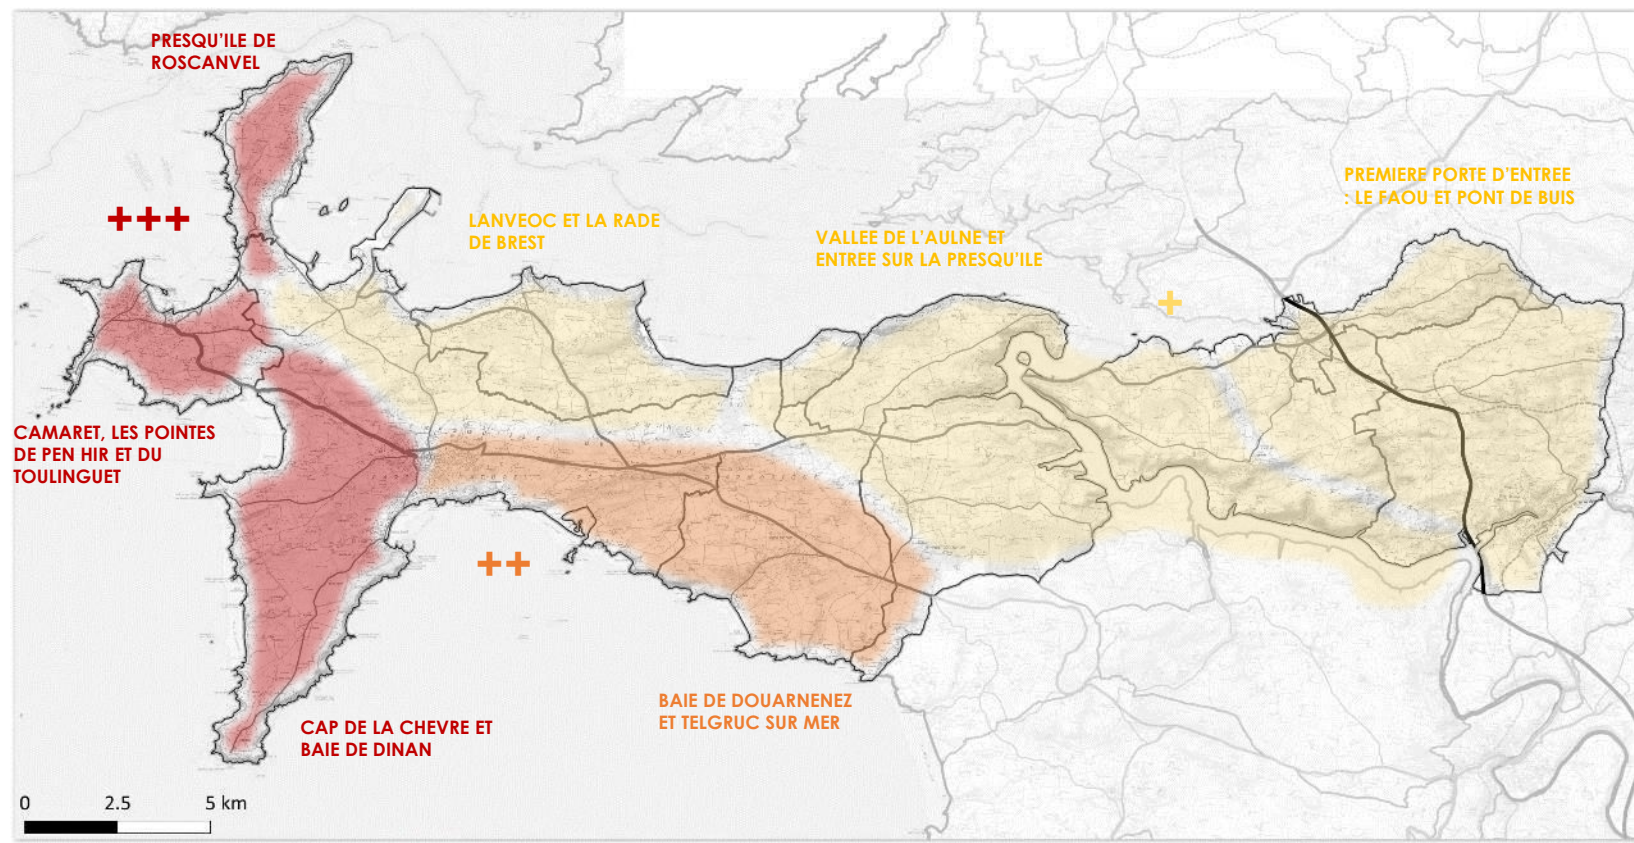 PRESQU'ILE DE
ROSCANVEL
+++
LANVEOC ET LA RADE
DE BREST
VALLEE DE L'AULNE ET
ENTREE SUR LA PRESQU'ILE
PREMIERE PORTE D'ENTREE
: LE FAOU ET PONT DE BUIS
+
CAMARET, LES POINTES
DE PEN HIR ET DU
TOULINGUET
++
BAIE DE DOUARNENEZ
ET TELGRUC SUR MER
CAP DE LA CHEVRE ET
BAIE DE DINAN
0 2.5 5 km